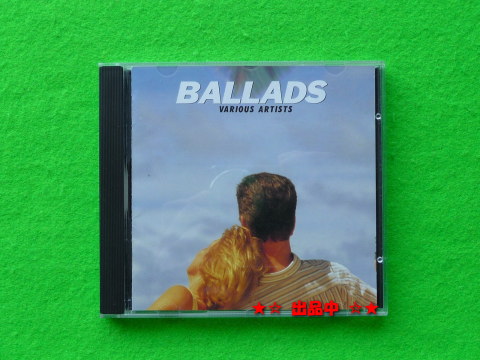 BALLADS
VARIOUS ARTISTS
★☆ 出品中 ☆★